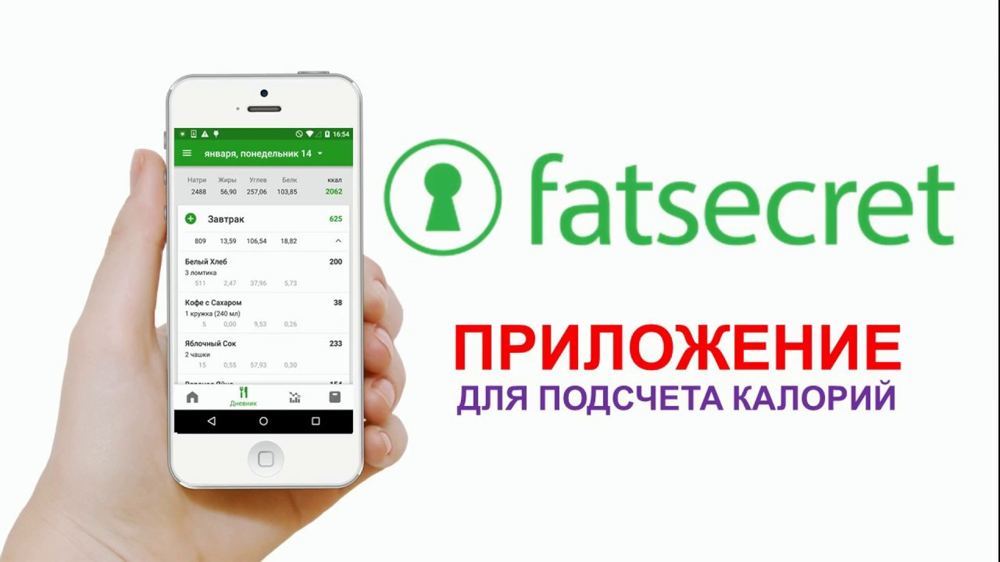 16:54
января, понедельник 14
Натри Жиры Углев Белк ккал
2488 56,90 257,06 103,85 2062
Завтрак 625
809 13,59 106,54 18,82
Белый Хлеб 200
3 ломтика
511 2,47 37,96 5,73
Кофе с Сахаром 38
1 кружка (240 мл)
5 0,00 9,53 0,26
Яблочный Сок 233
2 чашки
15 0,55 57,93 0,30
Дневник
fatsecret
ПРИЛОЖЕНИЕ
ДЛЯ ПОДСЧЕТА КАЛОРИЙ